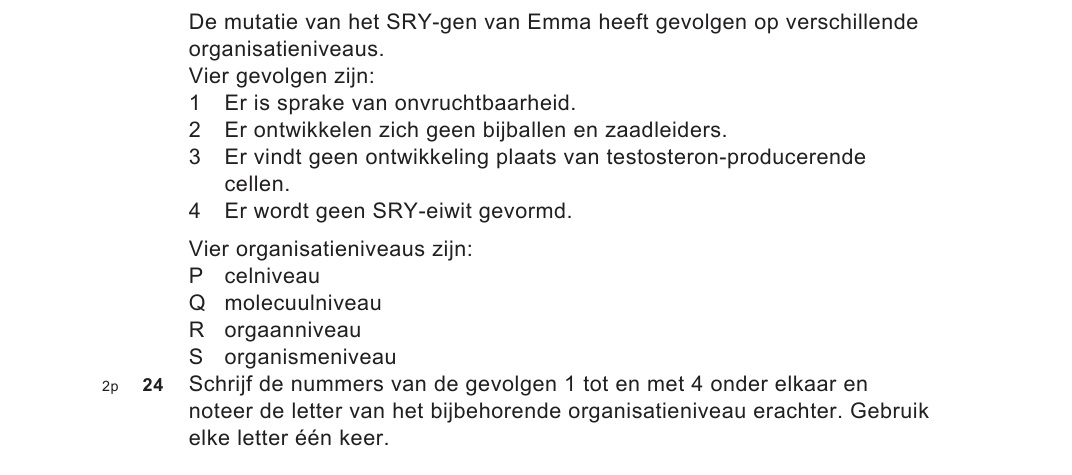 De mutatie van het SRY-gen van Emma heeft gevolgen op verschillende
organisatieniveaus.
Vier gevolgen zijn:
1 Er is sprake van onvruchtbaarheid.
2 Er ontwikkelen zich geen bijballen en zaadleiders.
3 Er vindt geen ontwikkeling plaats van testosteron-producerende
cellen.
4 Er wordt geen SRY-eiwit gevormd.
Vier organisatieniveaus zijn:
P celniveau
Q molecuulniveau
R orgaanniveau
S organismeniveau
2p 24 Schrijf de nummers van de gevolgen 1 tot en met 4 onder elkaar en
noteer de letter van het bijbehorende organisatieniveau erachter. Gebruik
elke letter één keer.